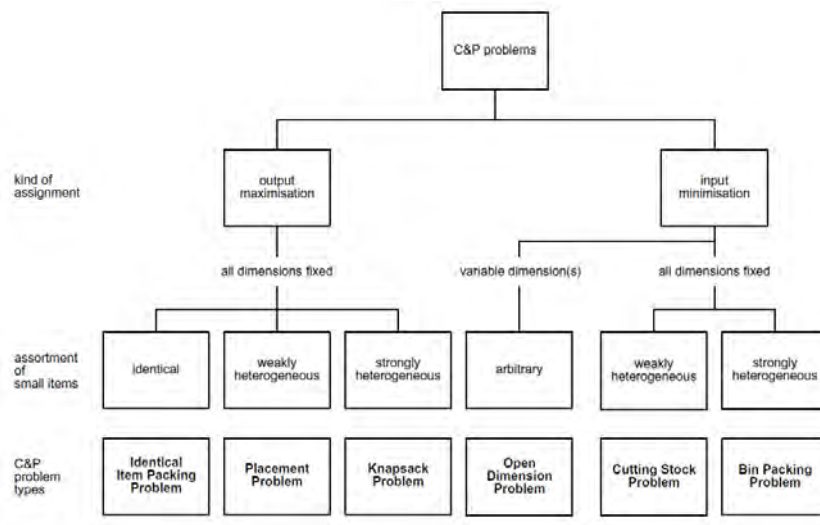 C&P problems
kind of
assignment
output
maximisation
input
minimisation
all dimensions fixed
variable dimension(s)
all dimensions fixed
assortment
of
small items
identical
weakly
heterogeneous
strongly
heterogeneous
arbitrary
weakly
heterogeneous
strongly
heterogeneous
C&P
problem
types
Identical
Item Packing
Problem
Placement
Problem
Knapsack
Problem
Open
Dimension
Problem
Cutting Stock
Problem
Bin Packing
Problem